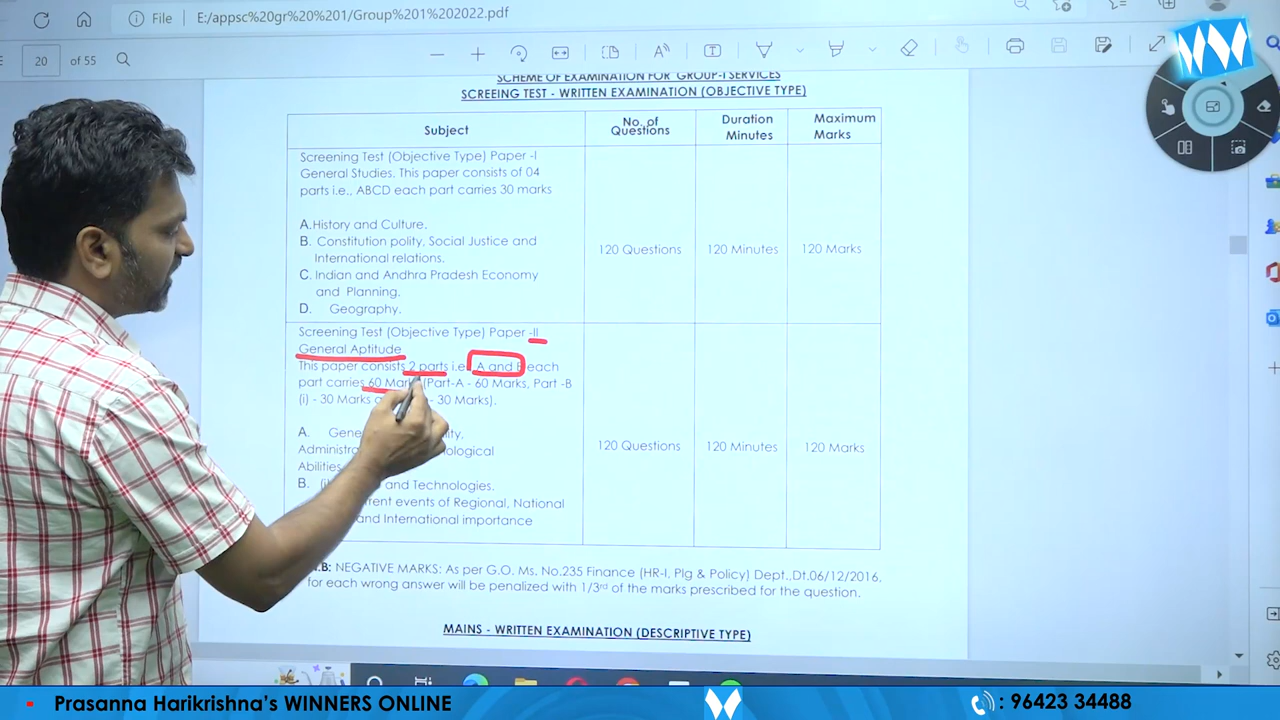 File
E:/appsc%20gr%20%201/Group%201%202022.pdf
20 of 55
SCHEME OF EXAMINATION FOR GROUP-I SERVICES
SCREEING TEST - WRITTEN EXAMINATION (OBJECTIVE TYPE)
Subject
No. of Questions
Duration Minutes
Maximum Marks
Screening Test (Objective Type) Paper -I
General Studies. This paper consists of 04
parts i.e., ABCD each part carries 30 marks
A.History and Culture.
B. Constitution polity, Social Justice and
International relations.
C. Indian and Andhra Pradesh Economy
and Planning.
D. Geography.
120 Questions
120 Minutes
120 Marks
Screening Test (Objective Type) Paper -II
General Aptitude
This paper consists 2 parts i.e. A and each
part carries 60 (Part-A - 60 Marks, Part -B
(i) - 30 Marks - 30 Marks).
A.
Abilities
B. and Technologies.
events of Regional, National
and International importance
120 Questions
120 Minutes
120 Marks
NEGATIVE MARKS: As per G.O. Ms. No.235 Finance (HR-I, Plg & Policy) Dept.,Dt.06/12/2016,
for each wrong answer will be penalized with 1/3rd of the marks prescribed for the question.
MAINS - WRITTEN EXAMINATION (DESCRIPTIVE TYPE)
Prasanna Harikrishna's WINNERS ONLINE
: 96423 34488